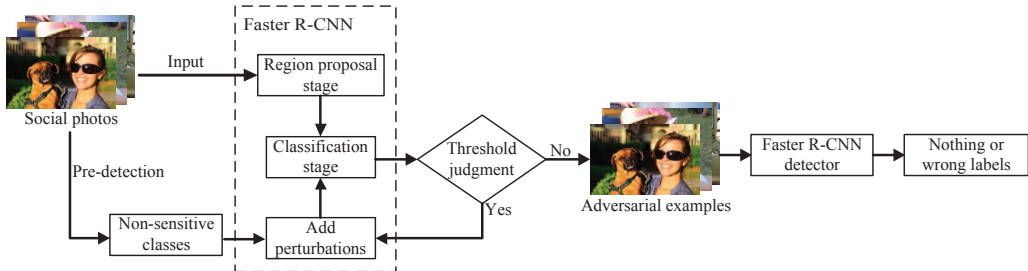 Faster R-CNN
Input
Region proposal
stage
Social photos
Pre-detection
Classification
stage
Threshold
judgment
No
Yes
Non-sensitive
classes
Add
perturbations
Adversarial examples
Faster R-CNN
detector
Nothing or
wrong labels